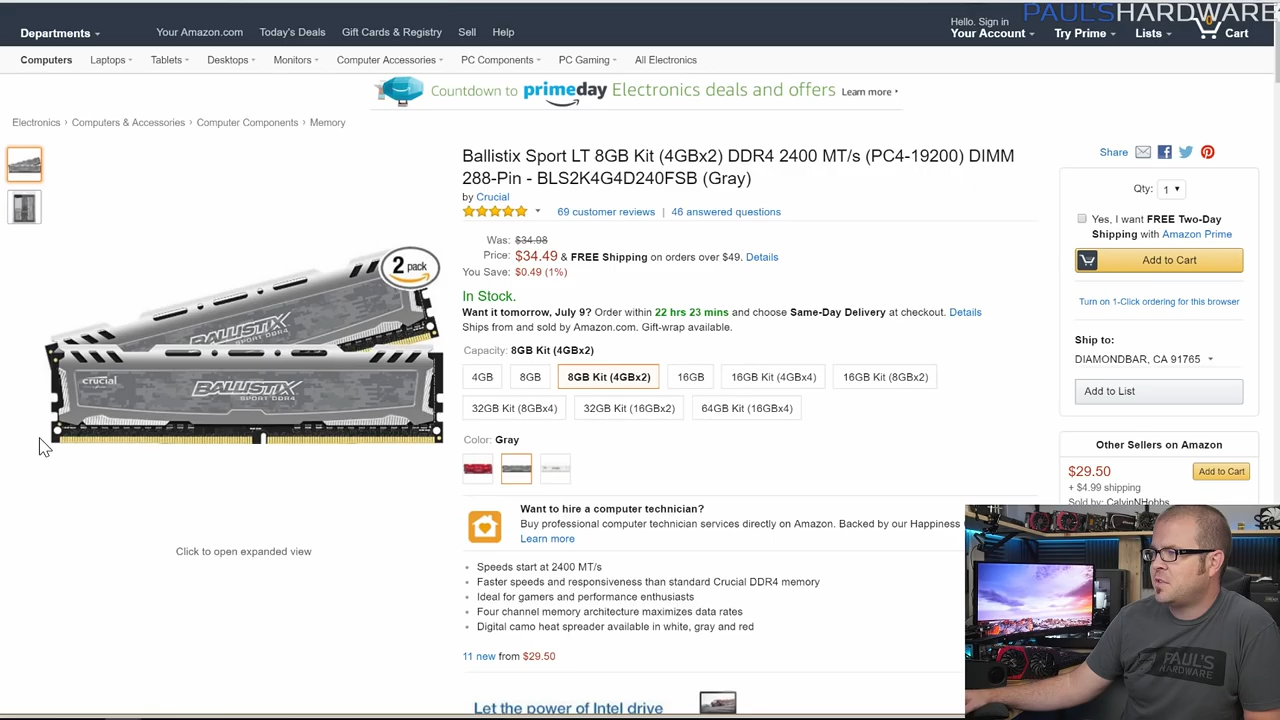 PAUL'SHARDWARE
Departments
Your Amazon.com
Today's Deals
Gift Cards & Registry
Sell
Help
Hello. Sign in
Your Account
Try Prime
Lists
0
Cart
Computers
Laptops
Tablets
Desktops
Monitors
Computer Accessories
PC Components
PC Gaming
All Electronics
Countdown to primeday Electronics deals and offers Learn more
Electronics › Computers & Accessories › Computer Components › Memory
2 pack
BALLISTIX
SPORT DDR4
crucial
BALLISTIX
SPORT DDR4
Click to open expanded view
Ballistix Sport LT 8GB Kit (4GBx2) DDR4 2400 MT/s (PC4-19200) DIMM
288-Pin - BLS2K4G4D240FSB (Gray)
by Crucial
69 customer reviews | 46 answered questions
Was: $34.98
Price: $34.49 & FREE Shipping on orders over $49. Details
You Save: $0.49 (1%)
In Stock.
Want it tomorrow, July 9? Order within 22 hrs 23 mins and choose Same-Day Delivery at checkout. Details
Ships from and sold by Amazon.com. Gift-wrap available.
Capacity: 8GB Kit (4GBx2)
4GB
8GB
8GB Kit (4GBx2)
16GB
16GB Kit (4GBx4)
16GB Kit (8GBx2)
32GB Kit (8GBx4)
32GB Kit (16GBx2)
64GB Kit (16GBx4)
Color: Gray
Want to hire a computer technician?
Buy professional computer technician services directly on Amazon. Backed by our Happiness
Learn more
• Speeds start at 2400 MT/s
• Faster speeds and responsiveness than standard Crucial DDR4 memory
• Ideal for gamers and performance enthusiasts
• Four channel memory architecture maximizes data rates
• Digital camo heat spreader available in white, gray and red
11 new from $29.50
Let the power of Intel drive
Share
Qty: 1
Yes, I want FREE Two-Day
Shipping with Amazon Prime
Add to Cart
Turn on 1-Click ordering for this browser
Ship to:
DIAMONDBAR, CA 91765
Add to List
Other Sellers on Amazon
$29.50
Add to Cart
+ $4.99 shipping
Sold by: CalvinNHobbs
PAUL'S
HARDWARE